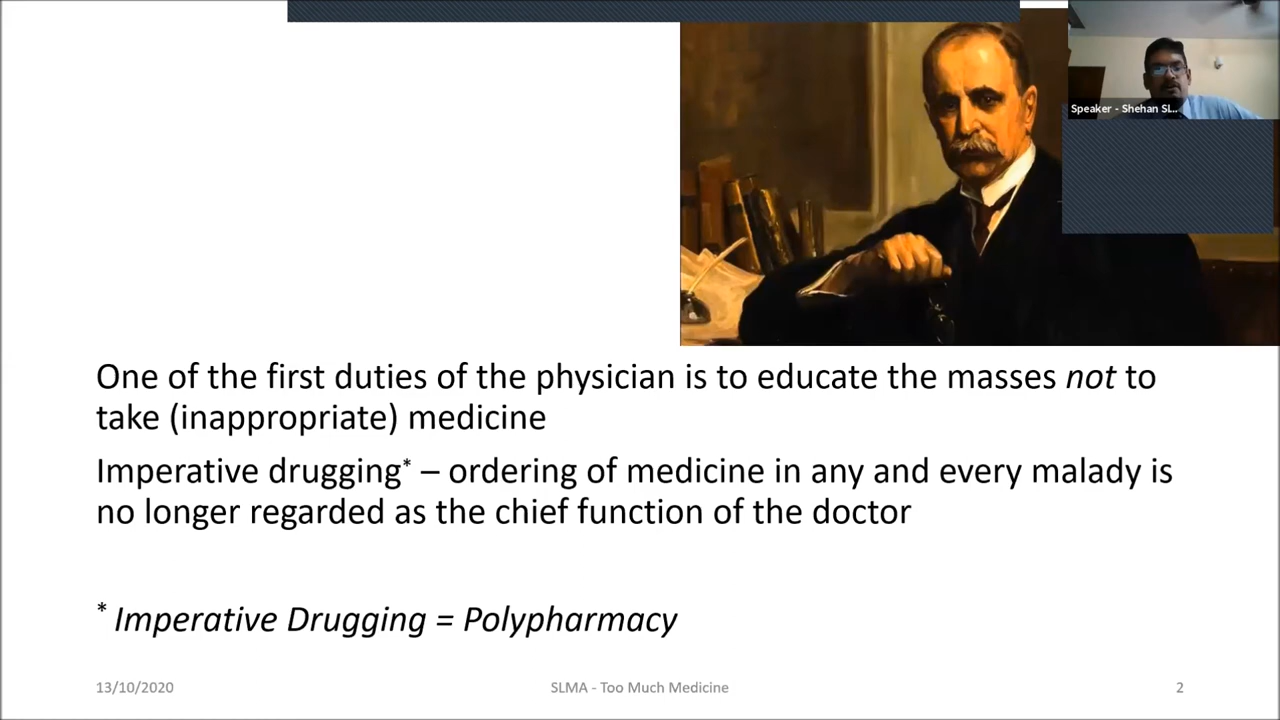 Speaker - Shehan Sl...
One of the first duties of the physician is to educate the masses not to
take (inappropriate) medicine
Imperative drugging* – ordering of medicine in any and every malady is
no longer regarded as the chief function of the doctor
* Imperative Drugging = Polypharmacy
13/10/2020
SLMA - Too Much Medicine
2